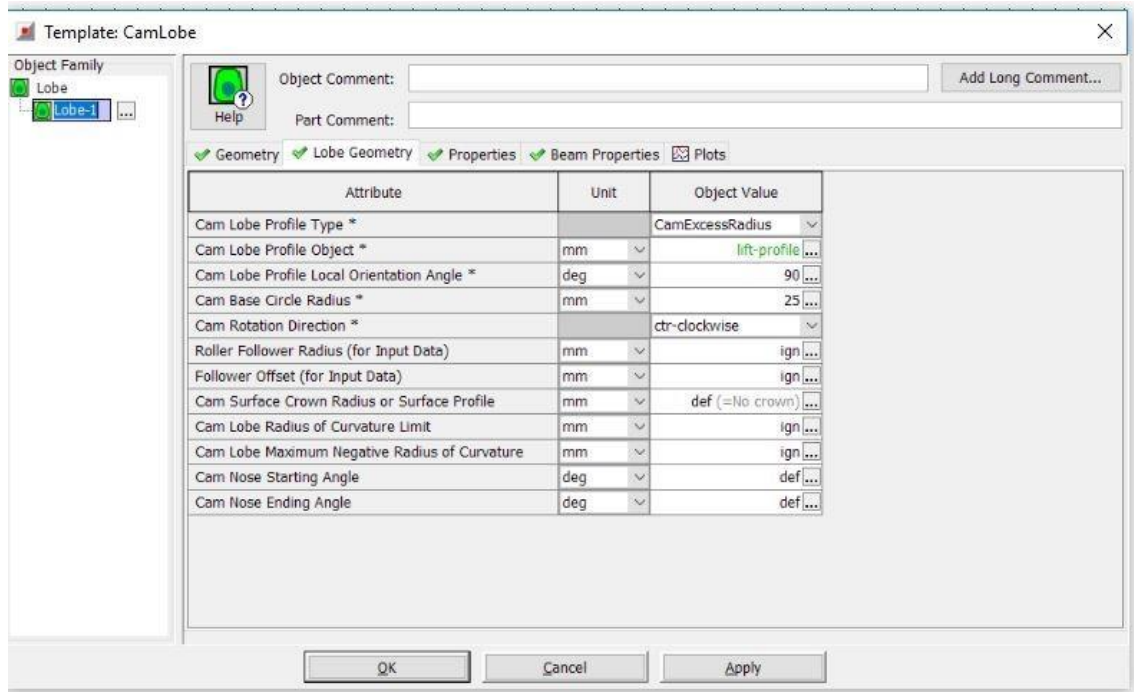 Template: CamLobe
Object Family
Lobe
Lobe-1 ...
Help
Object Comment:
Add Long Comment...
Part Comment:
Geometry Lobe Geometry Properties Beam Properties Plots
Attribute Unit Object Value
Cam Lobe Profile Type * CamExcessRadius
Cam Lobe Profile Object * mm lift-profile ...
Cam Lobe Profile Local Orientation Angle * deg 90 ...
Cam Base Circle Radius * mm 25 ...
Cam Rotation Direction * ctr-clockwise
Roller Follower Radius (for Input Data) mm ign ...
Follower Offset (for Input Data) mm ign ...
Cam Surface Crown Radius or Surface Profile mm def (=No crown) ...
Cam Lobe Radius of Curvature Limit mm ign ...
Cam Lobe Maximum Negative Radius of Curvature mm ign ...
Cam Nose Starting Angle deg def ...
Cam Nose Ending Angle deg def ...
OK Cancel Apply